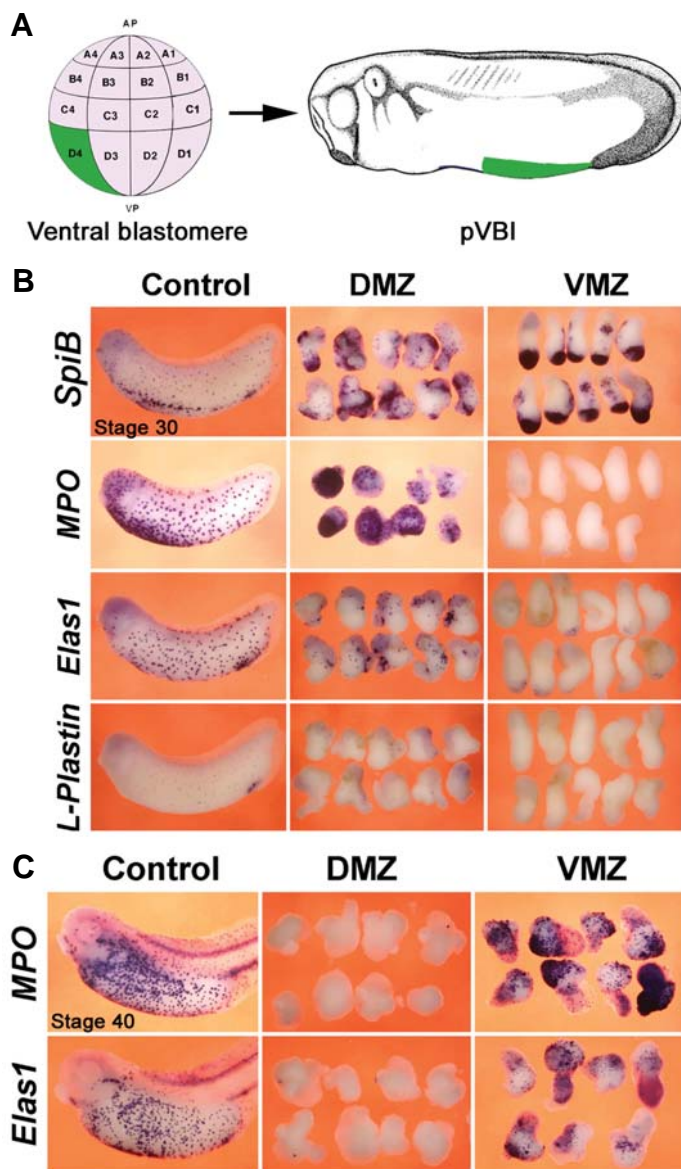 A
AP
A4 A3 A2 A1
B4 B3 B2 B1
C4 C3 C2 C1
D4 D3 D2 D1
VP
Ventral blastomere
pVBI
B
Control DMZ VMZ
SpiB
Stage 30
MPO
Elas1
L-Plastin
C
Control DMZ VMZ
MPO
Stage 40
Elas1